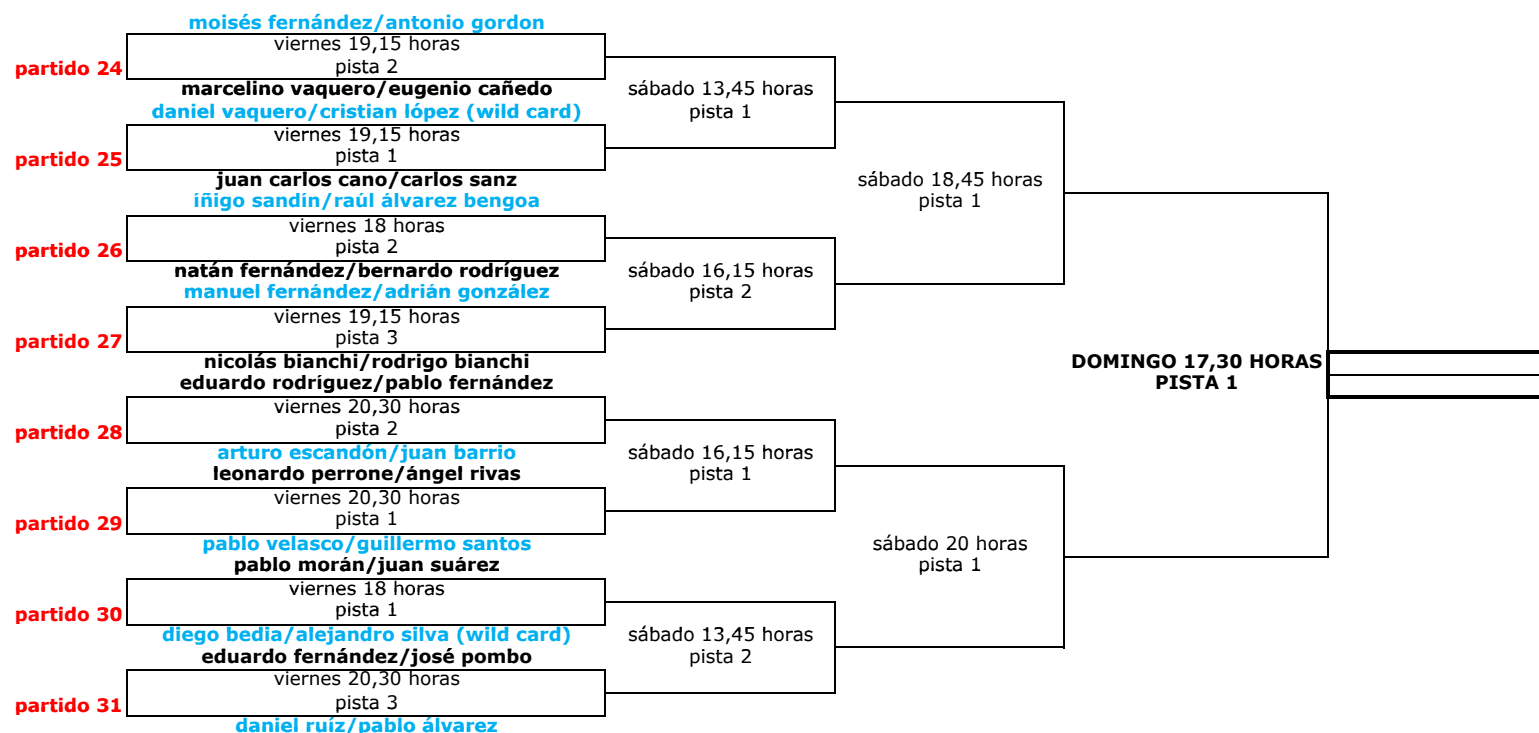 moisés fernández/antonio gordon
viernes 19,15 horas
pista 2
partido 24
marcelino vaquero/eugenio cañedo
daniel vaquero/cristian lópez (wild card)
viernes 19,15 horas
pista 1
partido 25
juan carlos cano/carlos sanz
íñigo sandín/raúl álvarez bengoa
viernes 18 horas
pista 2
partido 26
natán fernández/bernardo rodríguez
manuel fernández/adrián gonzález
viernes 19,15 horas
pista 3
partido 27
nicolás bianchi/rodrigo bianchi
eduardo rodríguez/pablo fernández
viernes 20,30 horas
pista 2
partido 28
arturo escandón/juan barrio
leonardo perrone/ángel rivas
viernes 20,30 horas
pista 1
partido 29
pablo velasco/guillermo santos
pablo morán/juan suárez
viernes 18 horas
pista 1
partido 30
diego bedia/alejandro silva (wild card)
eduardo fernández/josé pombo
viernes 20,30 horas
pista 3
partido 31
daniel ruíz/pablo álvarez
sábado 13,45 horas
pista 1
sábado 16,15 horas
pista 2
sábado 16,15 horas
pista 1
sábado 13,45 horas
pista 2
sábado 18,45 horas
pista 1
sábado 20 horas
pista 1
DOMINGO 17,30 HORAS
PISTA 1